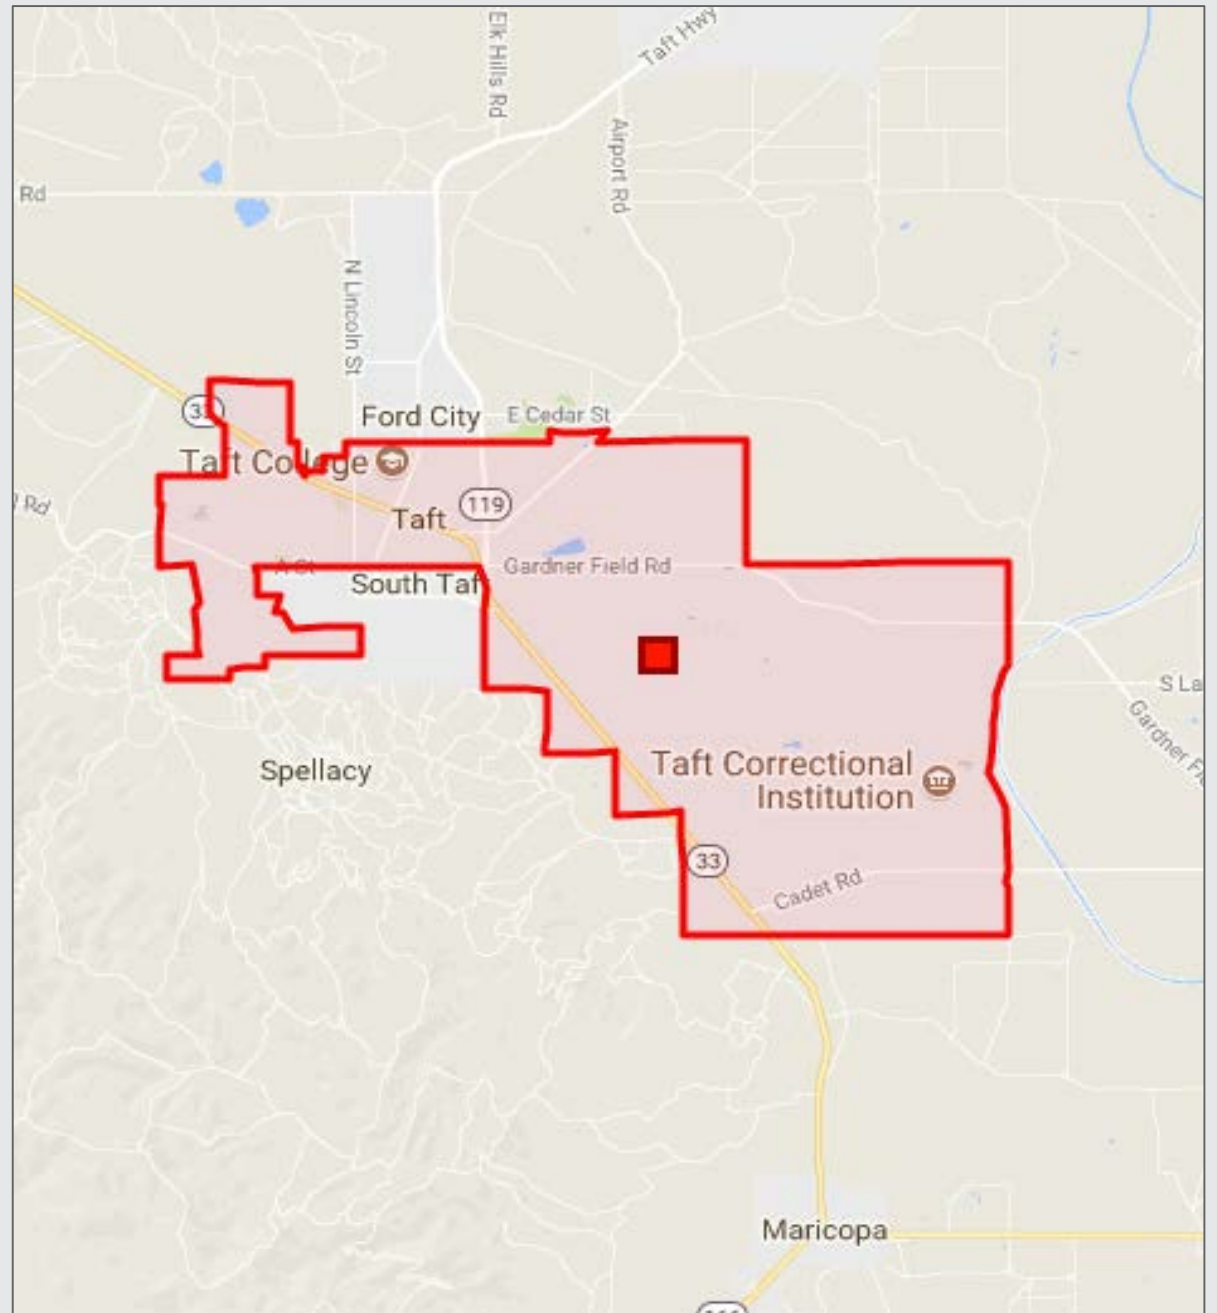 Elk Hills Rd
Taft Hwy
Airport Rd
Rd
N Lincoln St
33
Ford City
E Cedar St
Taft College
Rd
119
Taft
A St
Gardner Field Rd
South Taf
S La
Gardner Fi
Spellacy
Taft Correctional
Institution
33
Cadet Rd
Maricopa